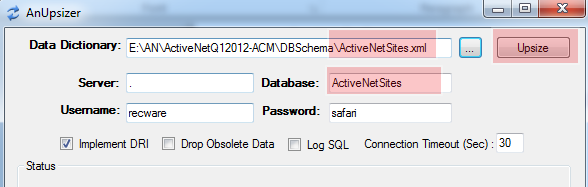 AnUpsizer
Data Dictionary: E:\AN\ActiveNetQ12012-ACM\DBSchema\ActiveNetSites.xml ... Upsize
Server: . Database: ActiveNetSites
Username: recware Password: safari
Implement DRI Drop Obsolete Data Log SQL Connection Timeout (Sec) : 30
Status